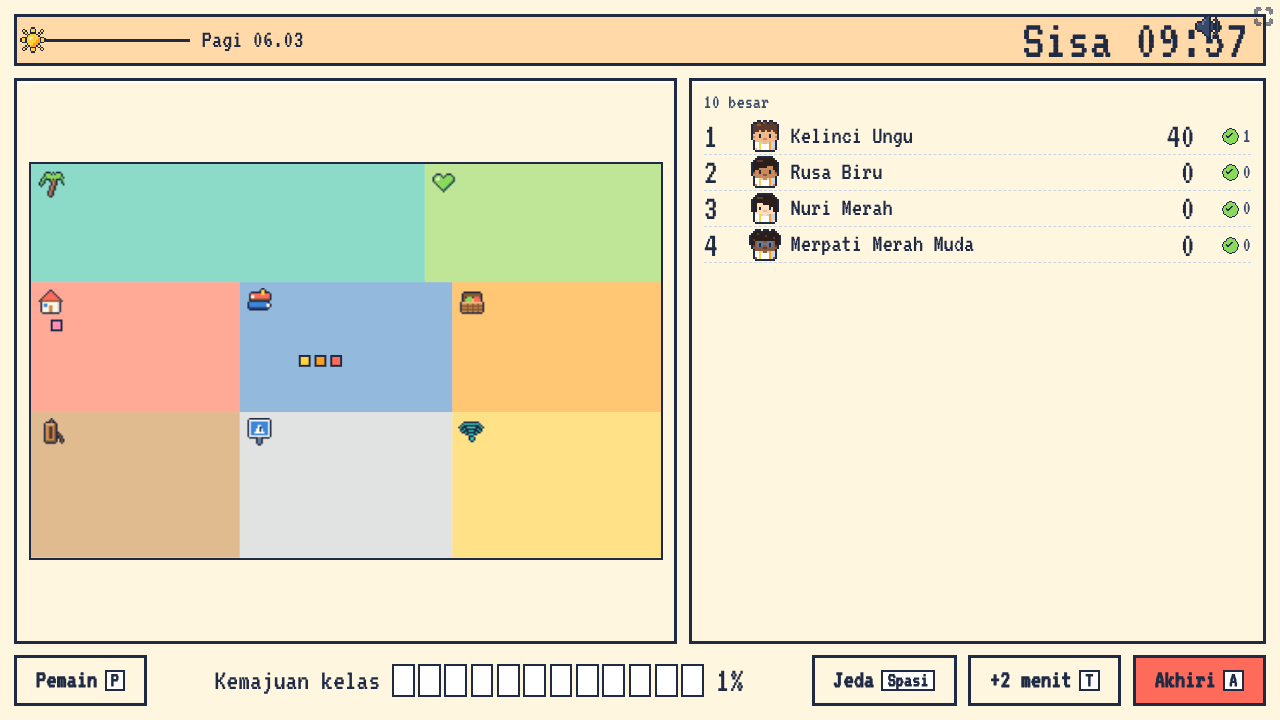 Pagi 06.03
Sisa 09:57
10 besar
1 Kelinci Ungu 40 1
2 Rusa Biru 0 0
3 Nuri Merah 0 0
4 Merpati Merah Muda 0 0
Pemain P
Kemajuan kelas 1%
Jeda Spasi
+2 menit T
Akhiri A